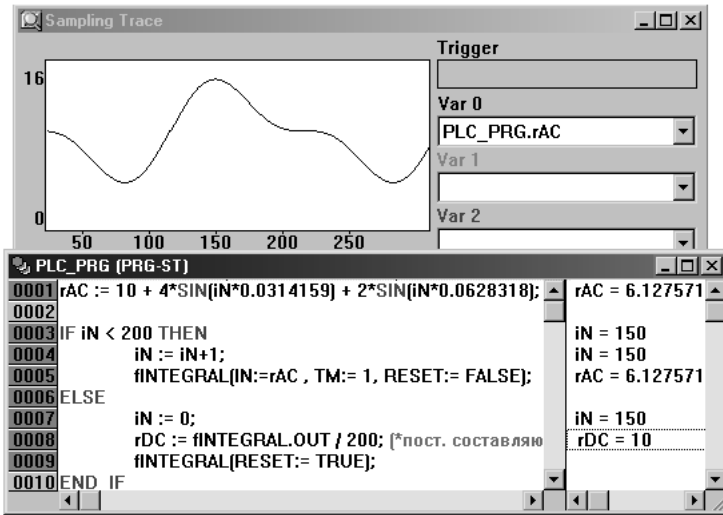 Sampling Trace
Trigger
16
Var 0
PLC_PRG.rAC
Var 1
0
Var 2
50 100 150 200 250
PLC_PRG (PRG-ST)
0001 rAC := 10 + 4*SIN(iN*0.0314159) + 2*SIN(iN*0.0628318); rAC = 6.127571
0002
0003 IF iN < 200 THEN iN = 150
0004 iN := iN+1; iN = 150
0005 fINTEGRAL(IN:=rAC , TM:= 1, RESET:= FALSE); rAC = 6.127571
0006 ELSE
0007 iN := 0; iN = 150
0008 rDC := fINTEGRAL.OUT / 200; (*пост. составляю rDC = 10
0009 fINTEGRAL(RESET:= TRUE);
0010 END_IF